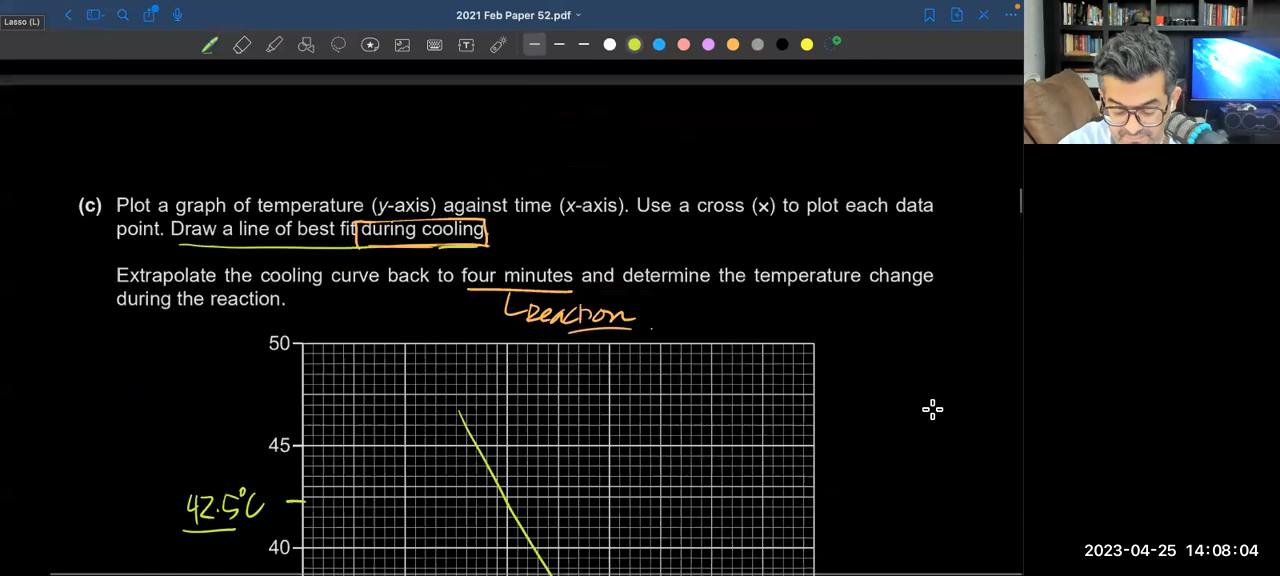 2021 Feb Paper 52.pdf
Lasso (L)
(c) Plot a graph of temperature (y-axis) against time (x-axis). Use a cross (×) to plot each data
point. Draw a line of best fit during cooling
Extrapolate the cooling curve back to four minutes and determine the temperature change
during the reaction.
reaction
50
45
42.5°C
40
2023-04-25 14:08:04